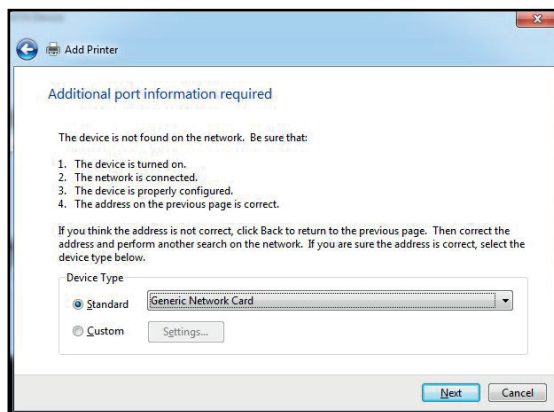 Add Printer
Additional port information required
The device is not found on the network. Be sure that:
1. The device is turned on.
2. The network is connected.
3. The device is properly configured.
4. The address on the previous page is correct.
If you think the address is not correct, click Back to return to the previous page. Then correct the
address and perform another search on the network. If you are sure the address is correct, select the
device type below.
Device Type
Standard
Generic Network Card
Custom
Settings...
Next
Cancel